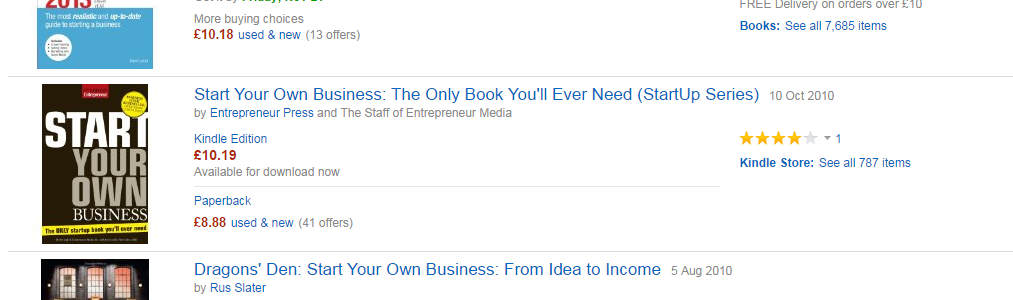 2013
The most realistic and up-to-date
guide to starting a business
More buying choices
£10.18 used & new (13 offers)
FREE Delivery on orders over £10
Books: See all 7,685 items
Entrepreneur
START
YOUR
OWN
BUSINESS
The ONLY startup book you'll ever need
Start Your Own Business: The Only Book You'll Ever Need (StartUp Series) 10 Oct 2010
by Entrepreneur Press and The Staff of Entrepreneur Media
Kindle Edition
£10.19
Available for download now
Paperback
£8.88 used & new (41 offers)
1
Kindle Store: See all 787 items
Dragons' Den: Start Your Own Business: From Idea to Income 5 Aug 2010
by Rus Slater